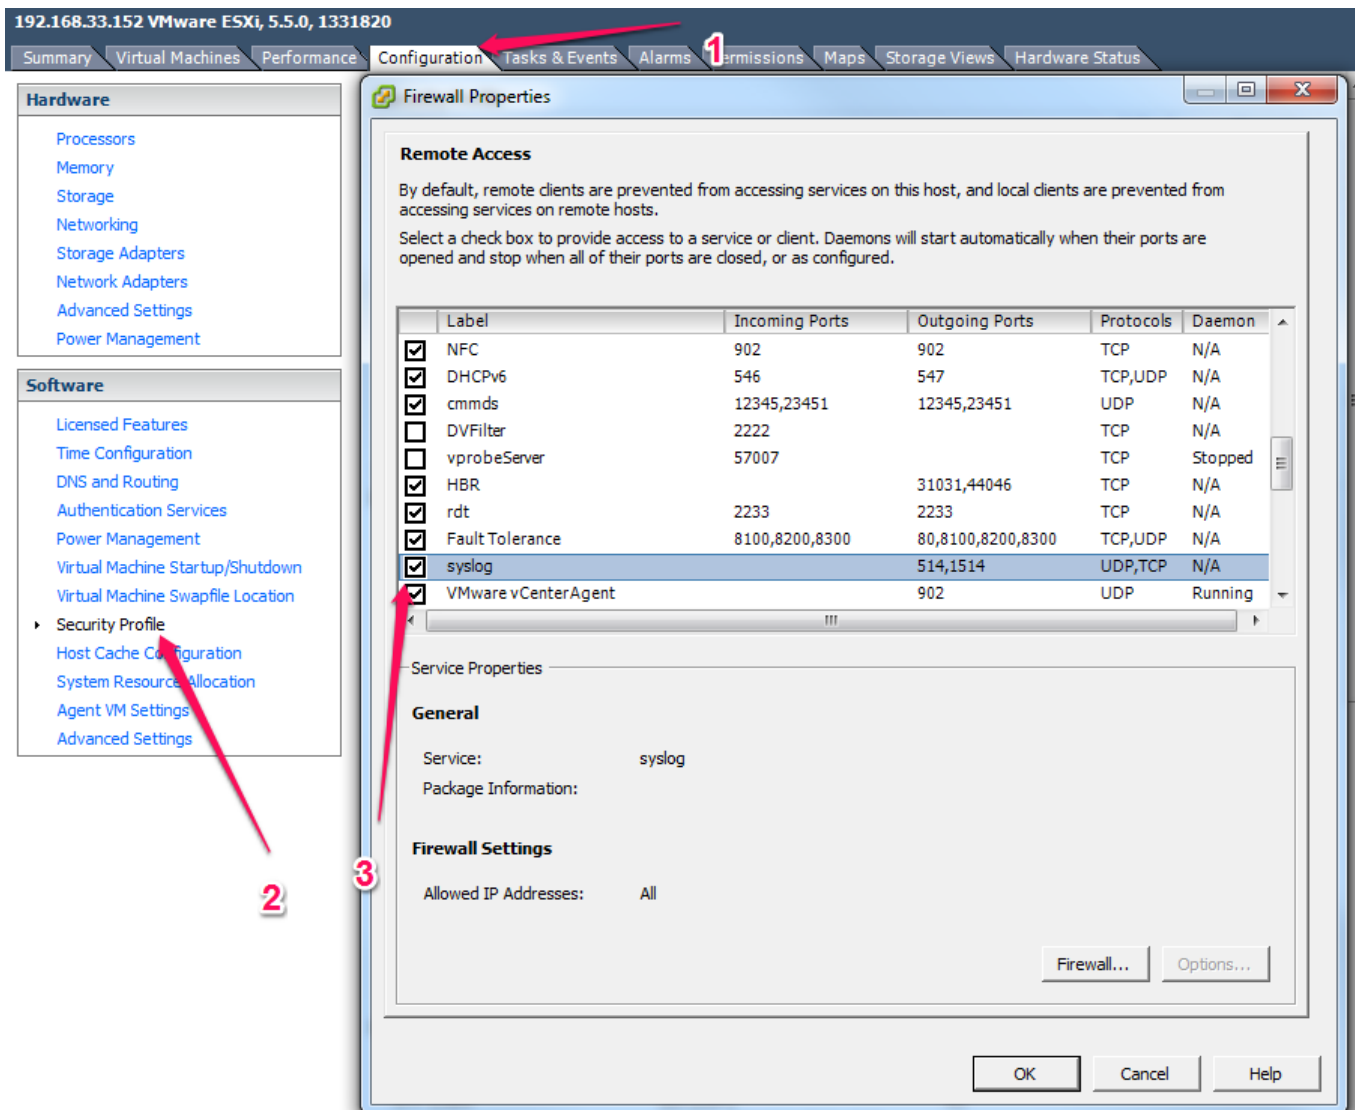 192.168.33.152 VMware ESXi, 5.5.0, 1331820
Summary Virtual Machines Performance Configuration Tasks & Events Alarms ermissions Maps Storage Views Hardware Status
1
Hardware
Processors
Memory
Storage
Networking
Storage Adapters
Network Adapters
Advanced Settings
Power Management
Software
Licensed Features
Time Configuration
DNS and Routing
Authentication Services
Power Management
Virtual Machine Startup/Shutdown
Virtual Machine Swapfile Location
Security Profile
Host Cache Configuration
System Resource Allocation
Agent VM Settings
Advanced Settings
2
Firewall Properties
Remote Access
By default, remote clients are prevented from accessing services on this host, and local clients are prevented from
accessing services on remote hosts.
Select a check box to provide access to a service or client. Daemons will start automatically when their ports are
opened and stop when all of their ports are closed, or as configured.
Label Incoming Ports Outgoing Ports Protocols Daemon
NFC 902 902 TCP N/A
DHCPv6 546 547 TCP,UDP N/A
cmmds 12345,23451 12345,23451 UDP N/A
DVFilter 2222 TCP N/A
vprobeServer 57007 TCP Stopped
HBR 31031,44046 TCP N/A
rdt 2233 2233 TCP N/A
Fault Tolerance 8100,8200,8300 80,8100,8200,8300 TCP,UDP N/A
syslog 514,1514 UDP,TCP N/A
VMware vCenterAgent 902 UDP Running
Service Properties
General
Service: syslog
Package Information:
Firewall Settings
3
Allowed IP Addresses: All
Firewall... Options...
OK Cancel Help